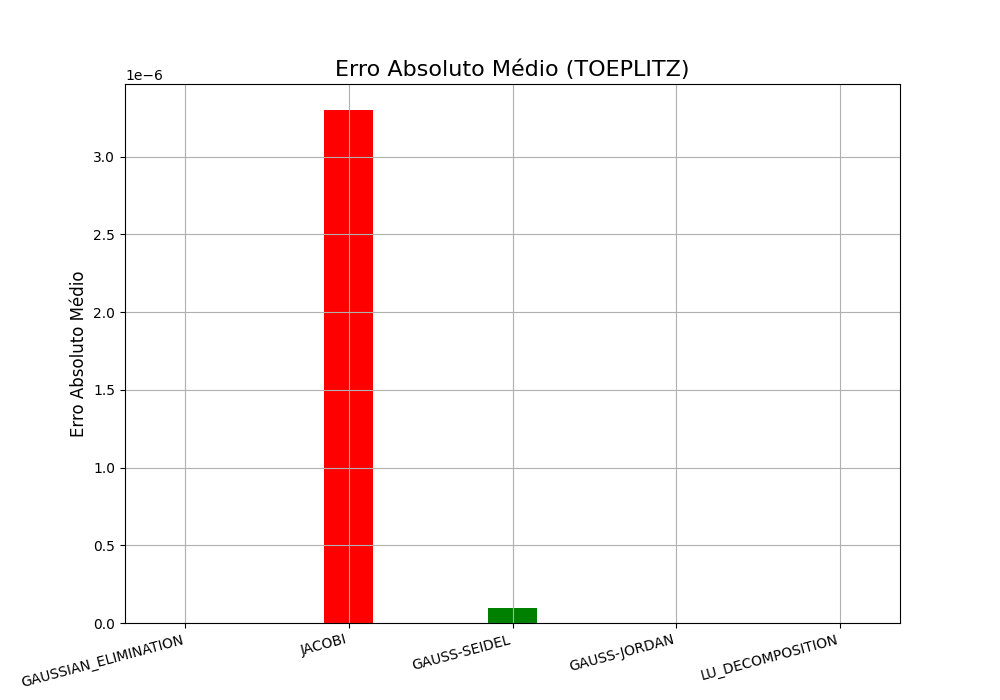 Erro Absoluto Médio (TOEPLITZ)
1e−6
Erro Absoluto Médio
3.0
2.5
2.0
1.5
1.0
0.5
0.0
GAUSSIAN_ELIMINATION
JACOBI
GAUSS-SEIDEL
GAUSS-JORDAN
LU_DECOMPOSITION